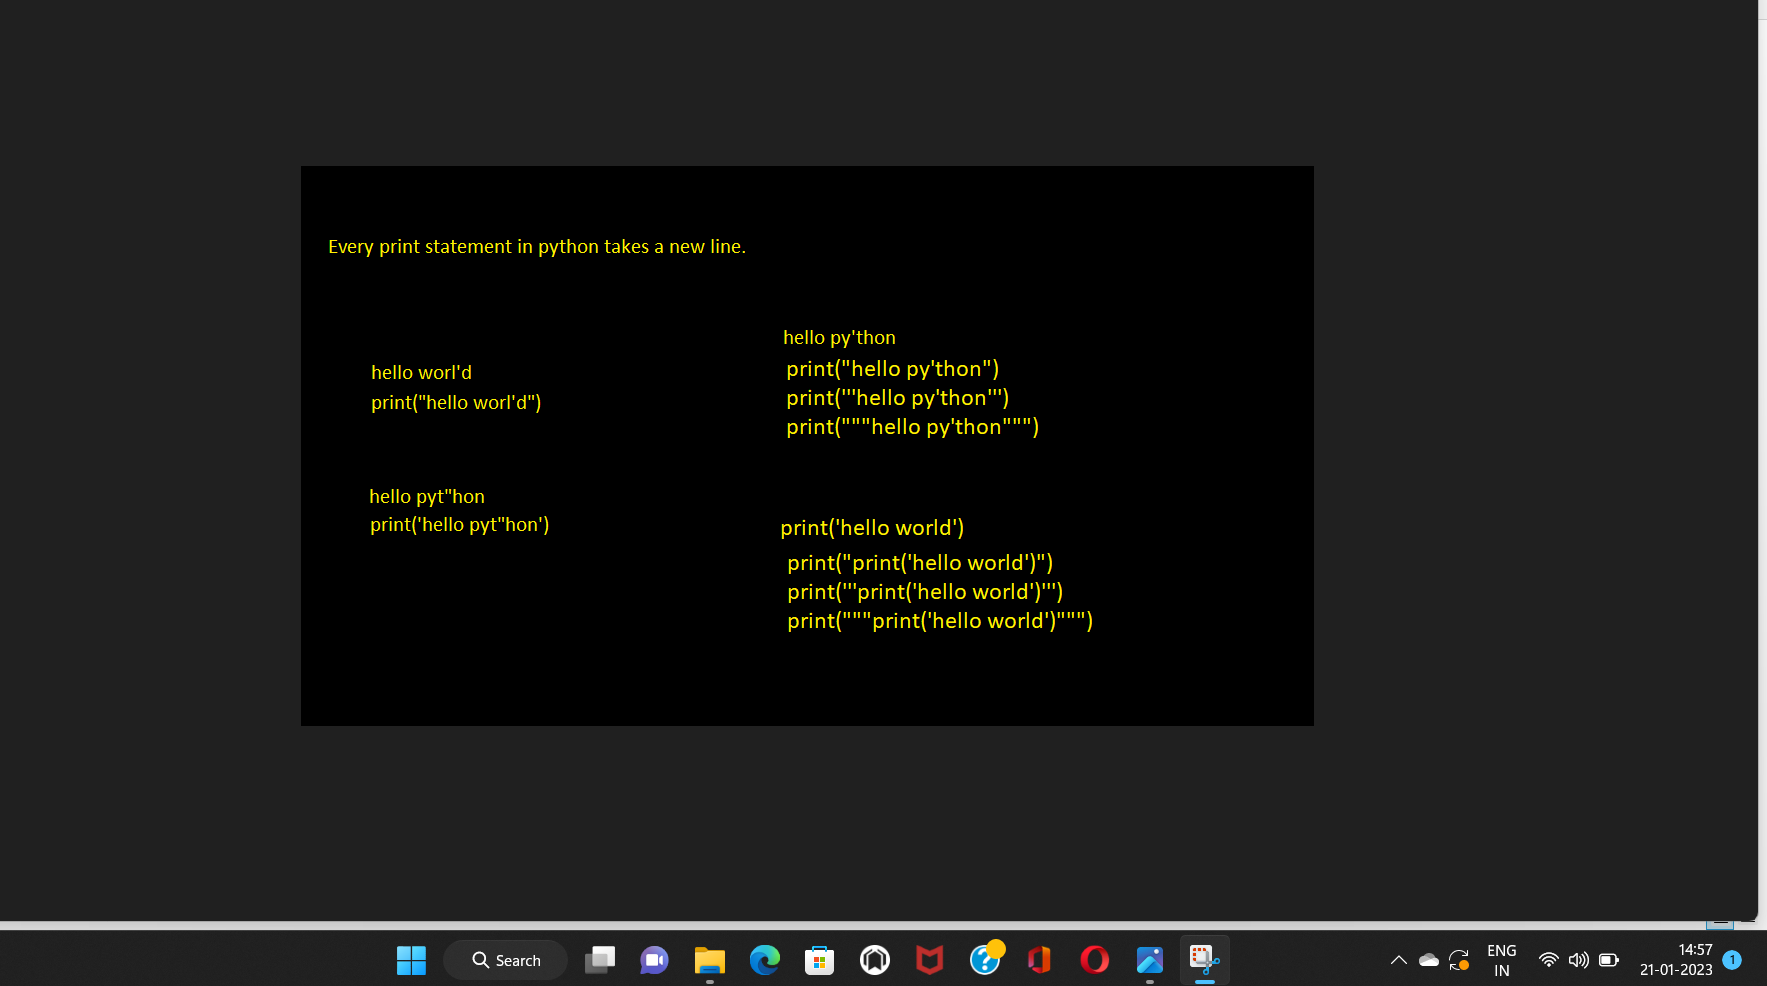 Every print statement in python takes a new line.
hello worl'd
print("hello worl'd")
hello pyt"hon
print('hello pyt"hon')
hello py'thon
print("hello py'thon")
print('''hello py'thon''')
print("""hello py'thon""")
print('hello world')
print("print('hello world')")
print('''print('hello world')''')
print("""print('hello world')""")
Search
ENG
IN
14:57
21-01-2023
1